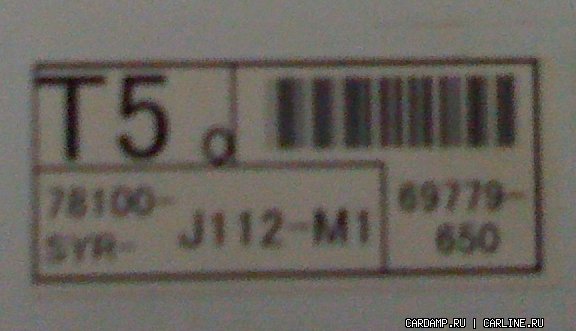 T5 a
78100-
SYR-
J112-M1
69779-
650
CARDAMP.RU | CARLINE.RU